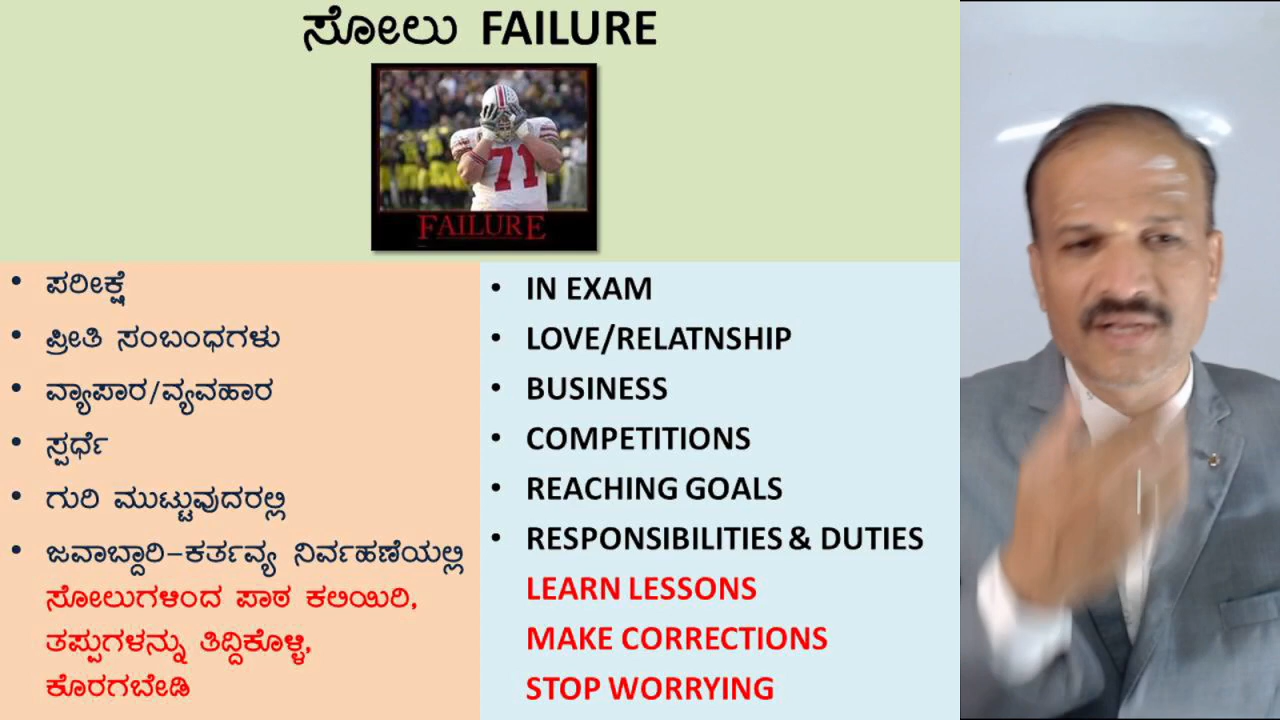 ಸೋಲು FAILURE
71
FAILURE
ಪರೀಕ್ಷೆ
ಪ್ರೀತಿ ಸಂಬಂಧಗಳು
ವ್ಯಾಪಾರ/ವ್ಯವಹಾರ
ಸ್ಪರ್ಧೆ
ಗುರಿ ಮುಟ್ಟುವುದರಲ್ಲಿ
ಜವಾಬ್ದಾರಿ-ಕರ್ತವ್ಯ ನಿರ್ವಹಣೆಯಲ್ಲಿ
ಸೋಲುಗಳಿಂದ ಪಾಠ ಕಲಿಯಿರಿ,
ತಪ್ಪುಗಳನ್ನು ತಿದ್ದಿಕೊಳ್ಳಿ,
ಕೊರಗಬೇಡಿ
IN EXAM
LOVE/RELATNSHIP
BUSINESS
COMPETITIONS
REACHING GOALS
RESPONSIBILITIES & DUTIES
LEARN LESSONS
MAKE CORRECTIONS
STOP WORRYING